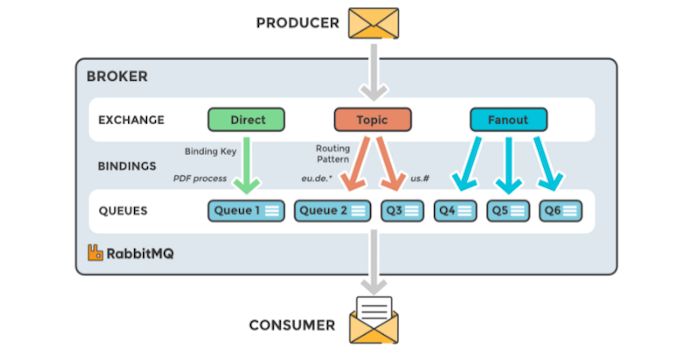 PRODUCER
BROKER
EXCHANGE
Direct
Topic
Fanout
BINDINGS
Binding Key
PDF process
Routing
Pattern
eu.de.*
us.#
QUEUES
Queue 1
Queue 2
Q3
Q4
Q5
Q6
RabbitMQ
CONSUMER